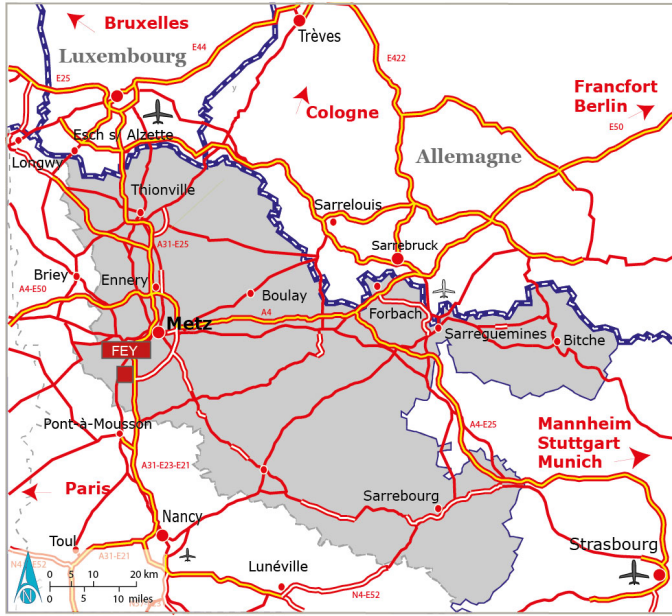 Bruxelles
E44
Trèves
Luxembourg
E422
E25
Francfort
Berlin
E50
Cologne
Esch s/ Alzette
Longwy
Allemagne
Thionville
Sarrelouis
A31-E25
Sarrebruck
Briey
Ennery
A4-E50
Boulay
Forbach
A4
Metz
Sarreguemines
Bitche
FEY
Pont-à-Mousson
A4-E25
Mannheim
Stuttgart
Munich
A31-E23-E21
Paris
Sarrebourg
Nancy
Toul
A31-E21
Strasbourg
Lunéville
N4-E52
N
0 5 10 20 km
0 5 10 15 miles